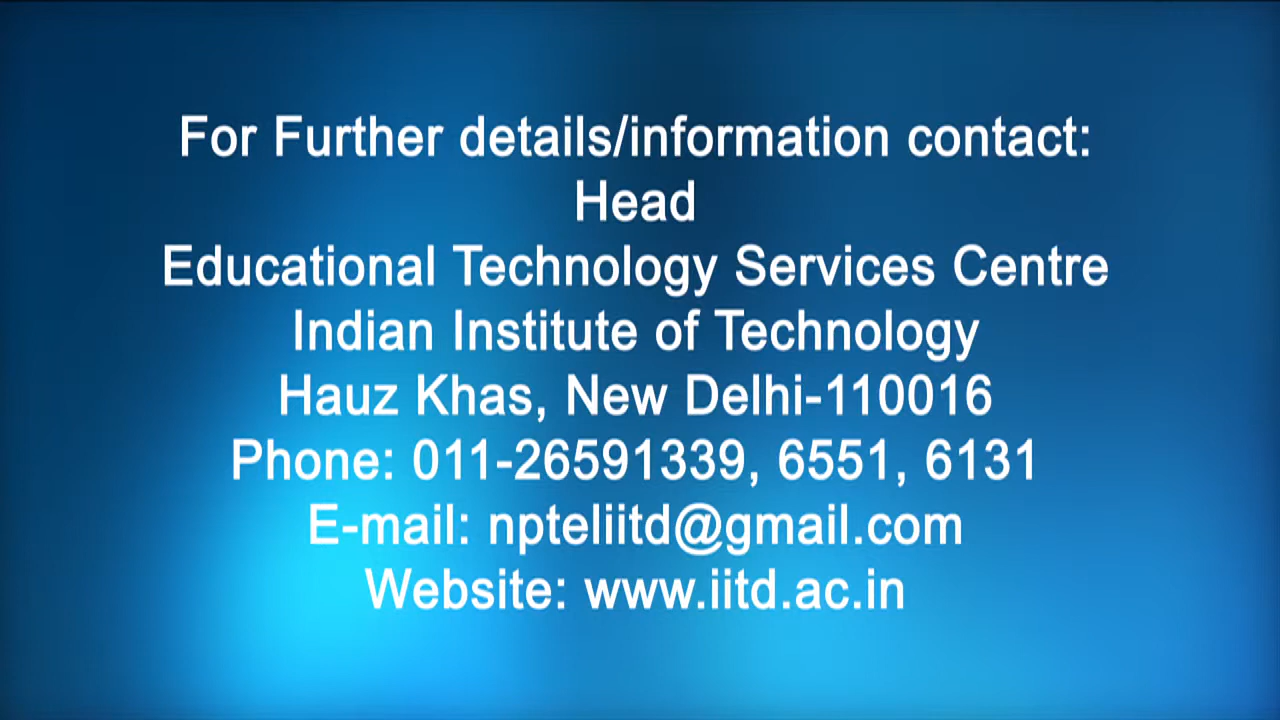 For Further details/information contact:
Head
Educational Technology Services Centre
Indian Institute of Technology
Hauz Khas, New Delhi-110016
Phone: 011-26591339, 6551, 6131
E-mail: npteliitd@gmail.com
Website: www.iitd.ac.in